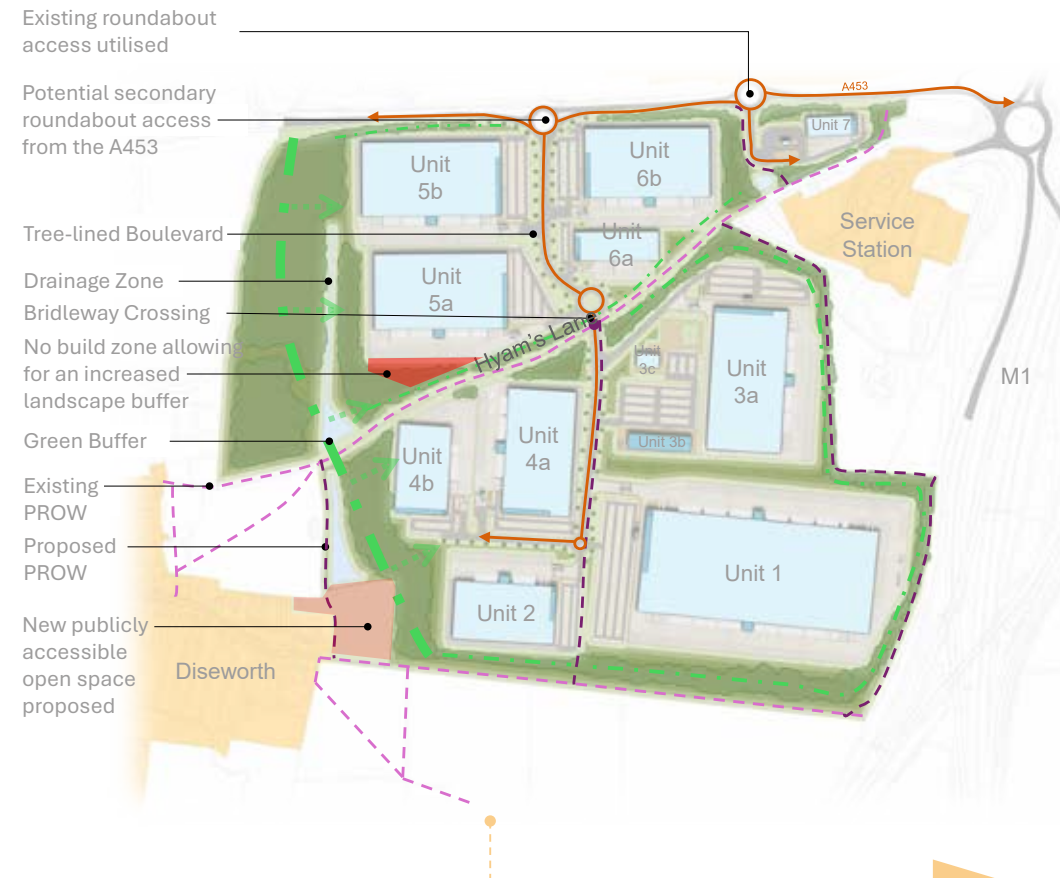 Existing roundabout
access utilised
Potential secondary
roundabout access
from the A453
Tree-lined Boulevard
Drainage Zone
Bridleway Crossing
No build zone allowing
for an increased
landscape buffer
Green Buffer
Existing
PROW
Proposed
PROW
New publicly
accessible
open space
proposed
A453
Unit 7
Unit
5b
Unit
6b
Service
Station
Unit
6a
Unit
5a
Hyam's Lane
Unit
3c
Unit
3a
M1
Unit 3b
Unit
4a
Unit
4b
Unit 1
Unit 2
Diseworth